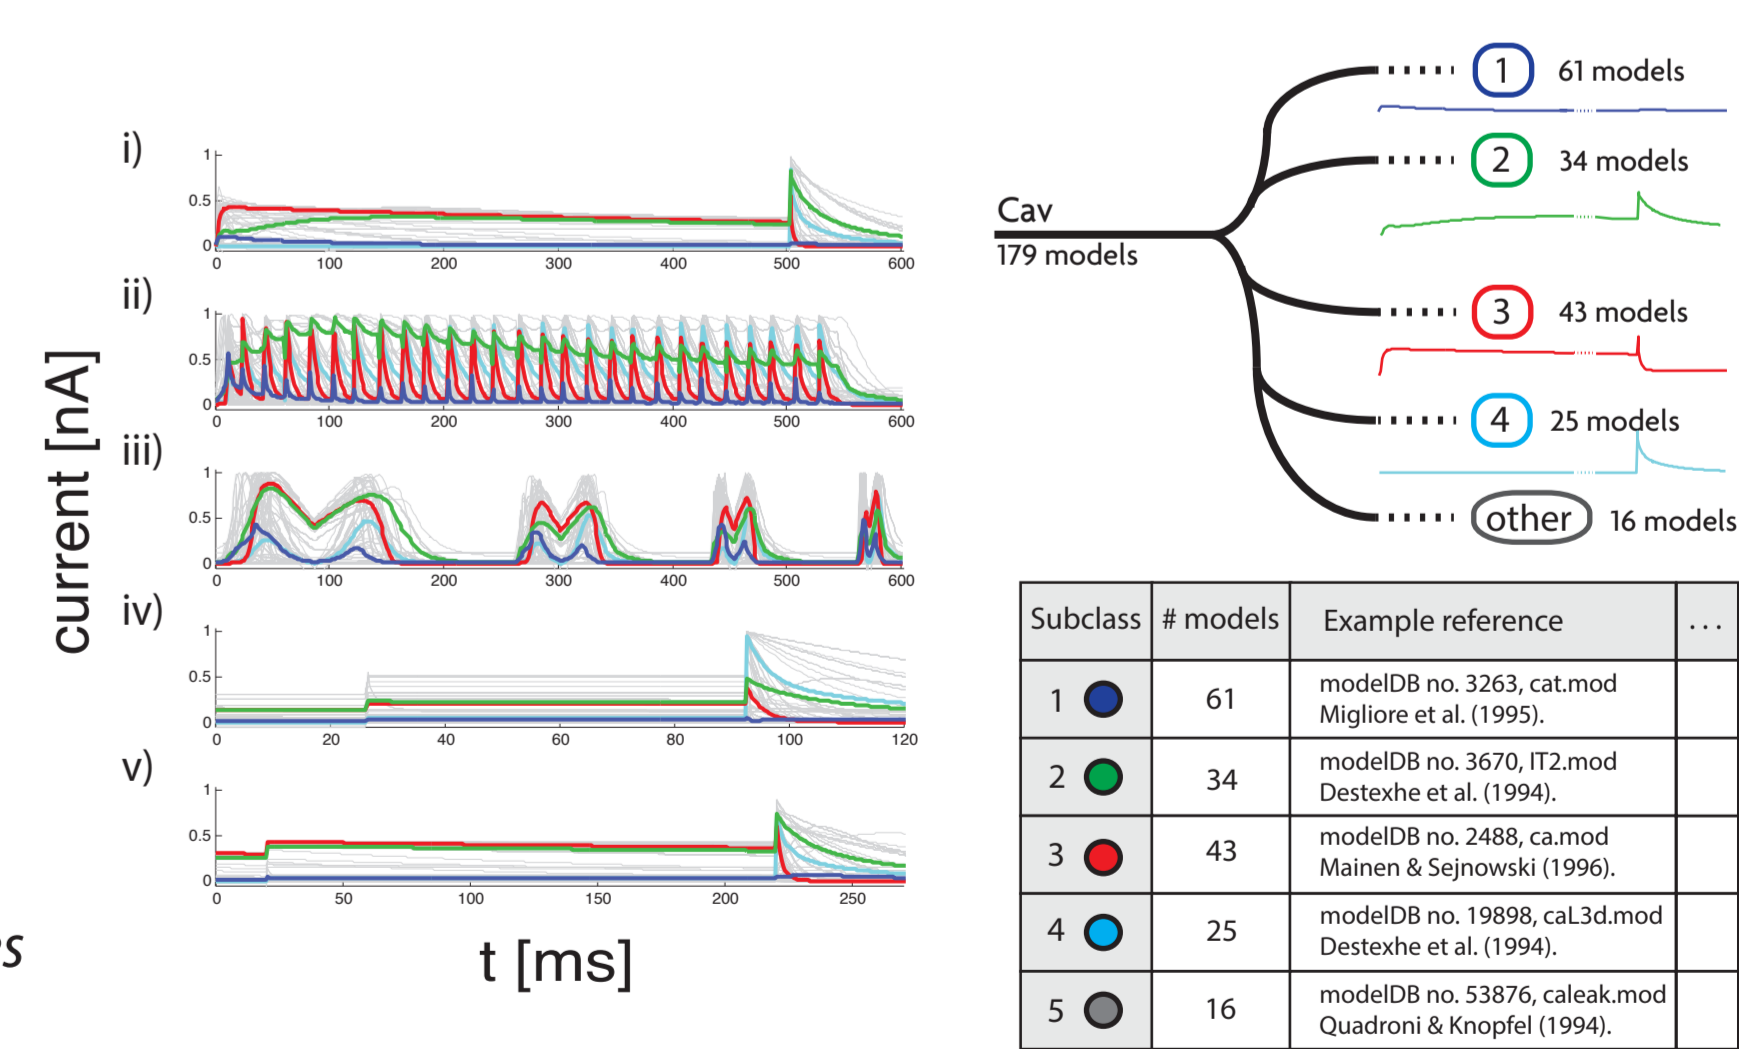 i)
1
0.5
0
0 100 200 300 400 500 600
ii)
1
0.5
0
0 100 200 300 400 500 600
iii)
1
0.5
0
0 100 200 300 400 500 600
iv)
1
0.5
0
0 20 40 60 80 100 120
v)
1
0.5
0
0 50 100 150 200 250
current [nA]
t [ms]
Cav
179 models
1 61 models
2 34 models
3 43 models
4 25 models
other 16 models
Subclass # models Example reference ...
1 61 modelDB no. 3263, cat.mod
Migliore et al. (1995).
2 34 modelDB no. 3670, IT2.mod
Destexhe et al. (1994).
3 43 modelDB no. 2488, ca.mod
Mainen & Sejnowski (1996).
4 25 modelDB no. 19898, caL3d.mod
Destexhe et al. (1994).
5 16 modelDB no. 53876, caleak.mod
Quadroni & Knopfel (1994).